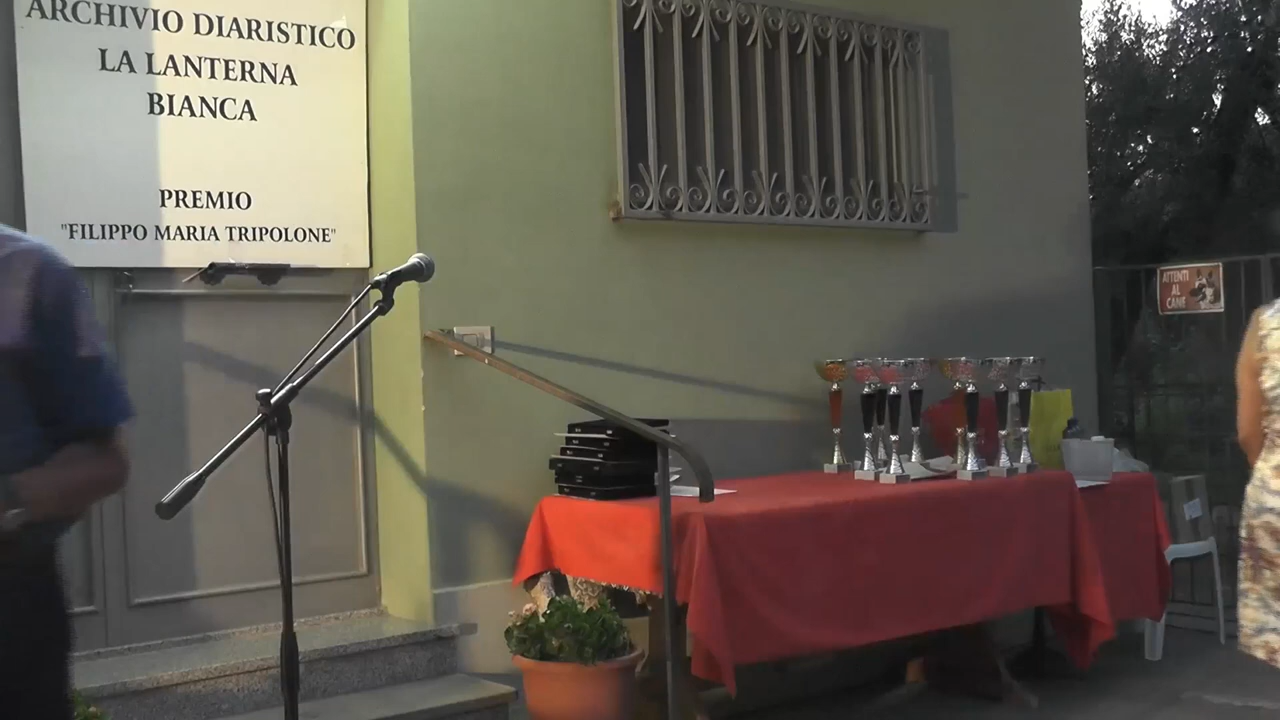 ARCHIVIO DIARISTICO
LA LANTERNA
BIANCA
PREMIO
"FILIPPO MARIA TRIPOLONE"
ATTENTI
AL
CANE